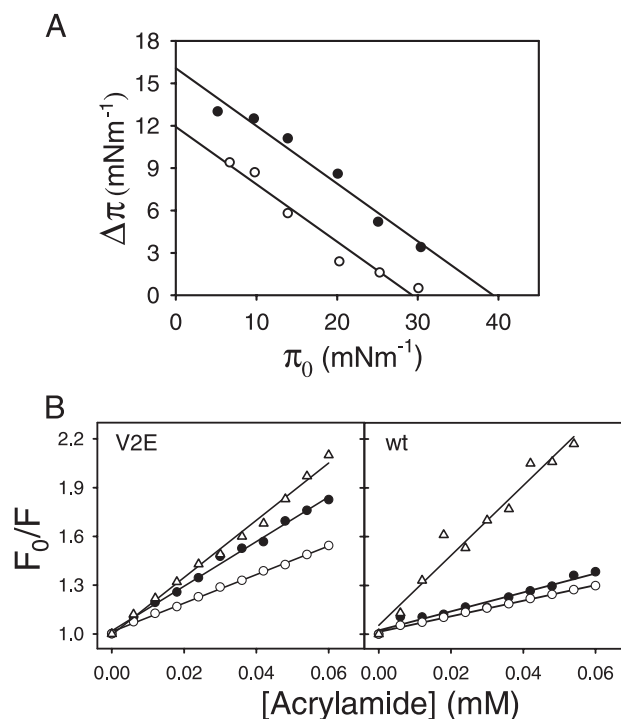 A
18
15
12
9
6
3
0
Δπ (mNm⁻¹)
0 10 20 30 40
π₀ (mNm⁻¹)
B
V2E
wt
2.2
1.9
1.6
1.3
1.0
F₀/F
0.00 0.02 0.04 0.06 0.00 0.02 0.04 0.06
[Acrylamide] (mM)